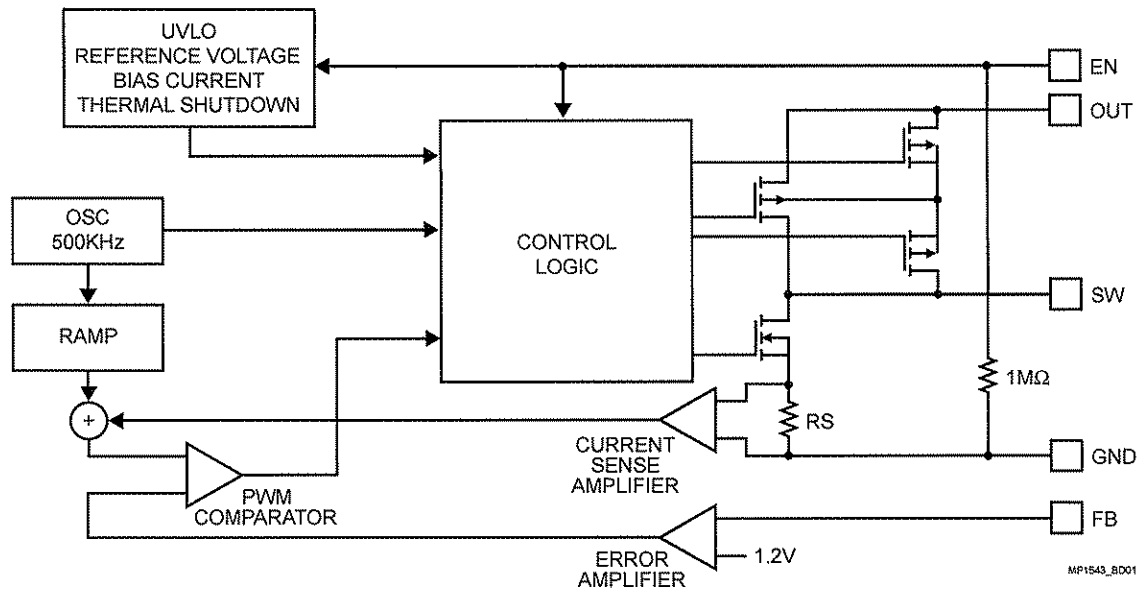 UVLO
REFERENCE VOLTAGE
BIAS CURRENT
THERMAL SHUTDOWN
EN
OUT
OSC
500KHz
CONTROL
LOGIC
SW
RAMP
1MΩ
+
RS
CURRENT
SENSE
AMPLIFIER
GND
PWM
COMPARATOR
FB
ERROR
AMPLIFIER
1.2V
MP1543_BD01